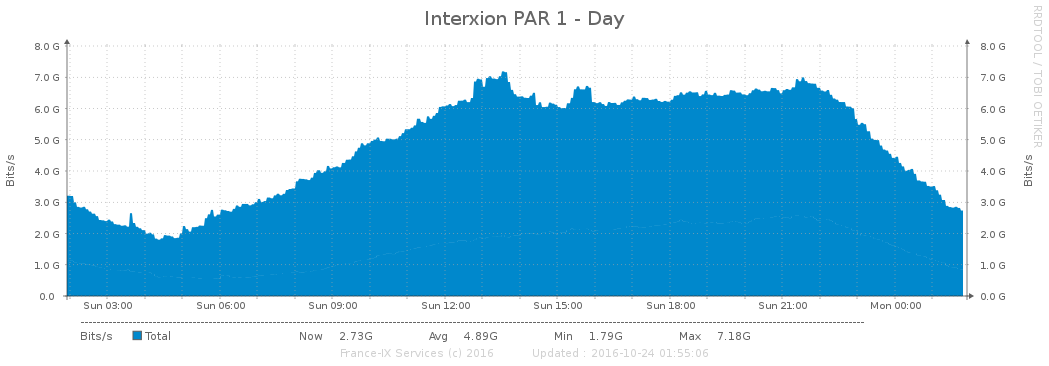 Interxion PAR 1 - Day
RRDTOOL / TOBI OETIKER
Bits/s
8.0 G
7.0 G
6.0 G
5.0 G
4.0 G
3.0 G
2.0 G
1.0 G
0.0
8.0 G
7.0 G
6.0 G
5.0 G
4.0 G
3.0 G
2.0 G
1.0 G
0.0 G
Bits/s
Sun 03:00 Sun 06:00 Sun 09:00 Sun 12:00 Sun 15:00 Sun 18:00 Sun 21:00 Mon 00:00
Bits/s Total Now 2.73G Avg 4.89G Min 1.79G Max 7.18G
France-IX Services (c) 2016 Updated : 2016-10-24 01:55:06